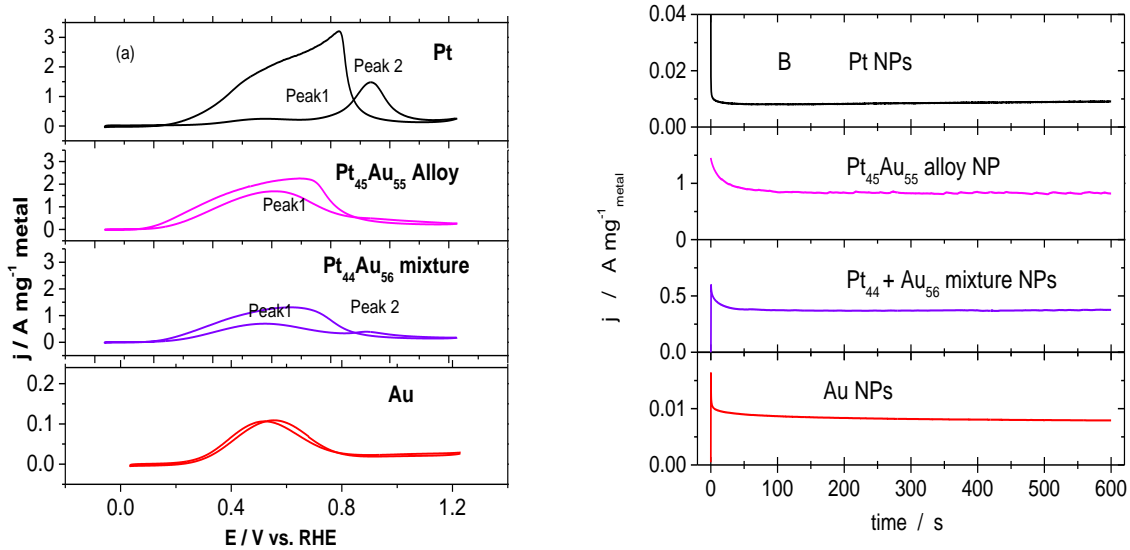 (a)
Pt
3
2
1
0
Peak1
Peak 2
Pt45Au55 Alloy
3
2
1
0
Peak1
Pt44Au56 mixture
3
2
1
0
Peak1
Peak 2
Au
0.2
0.1
0.0
0.0 0.4 0.8 1.2
E / V vs. RHE
j / A mg-1 metal
B Pt NPs
0.04
0.02
0.00
Pt45Au55 alloy NP
1
0
Pt44 + Au56 mixture NPs
0.5
0.0
Au NPs
0.01
0.00
0 100 200 300 400 500 600
time / s
j / A mg-1 metal